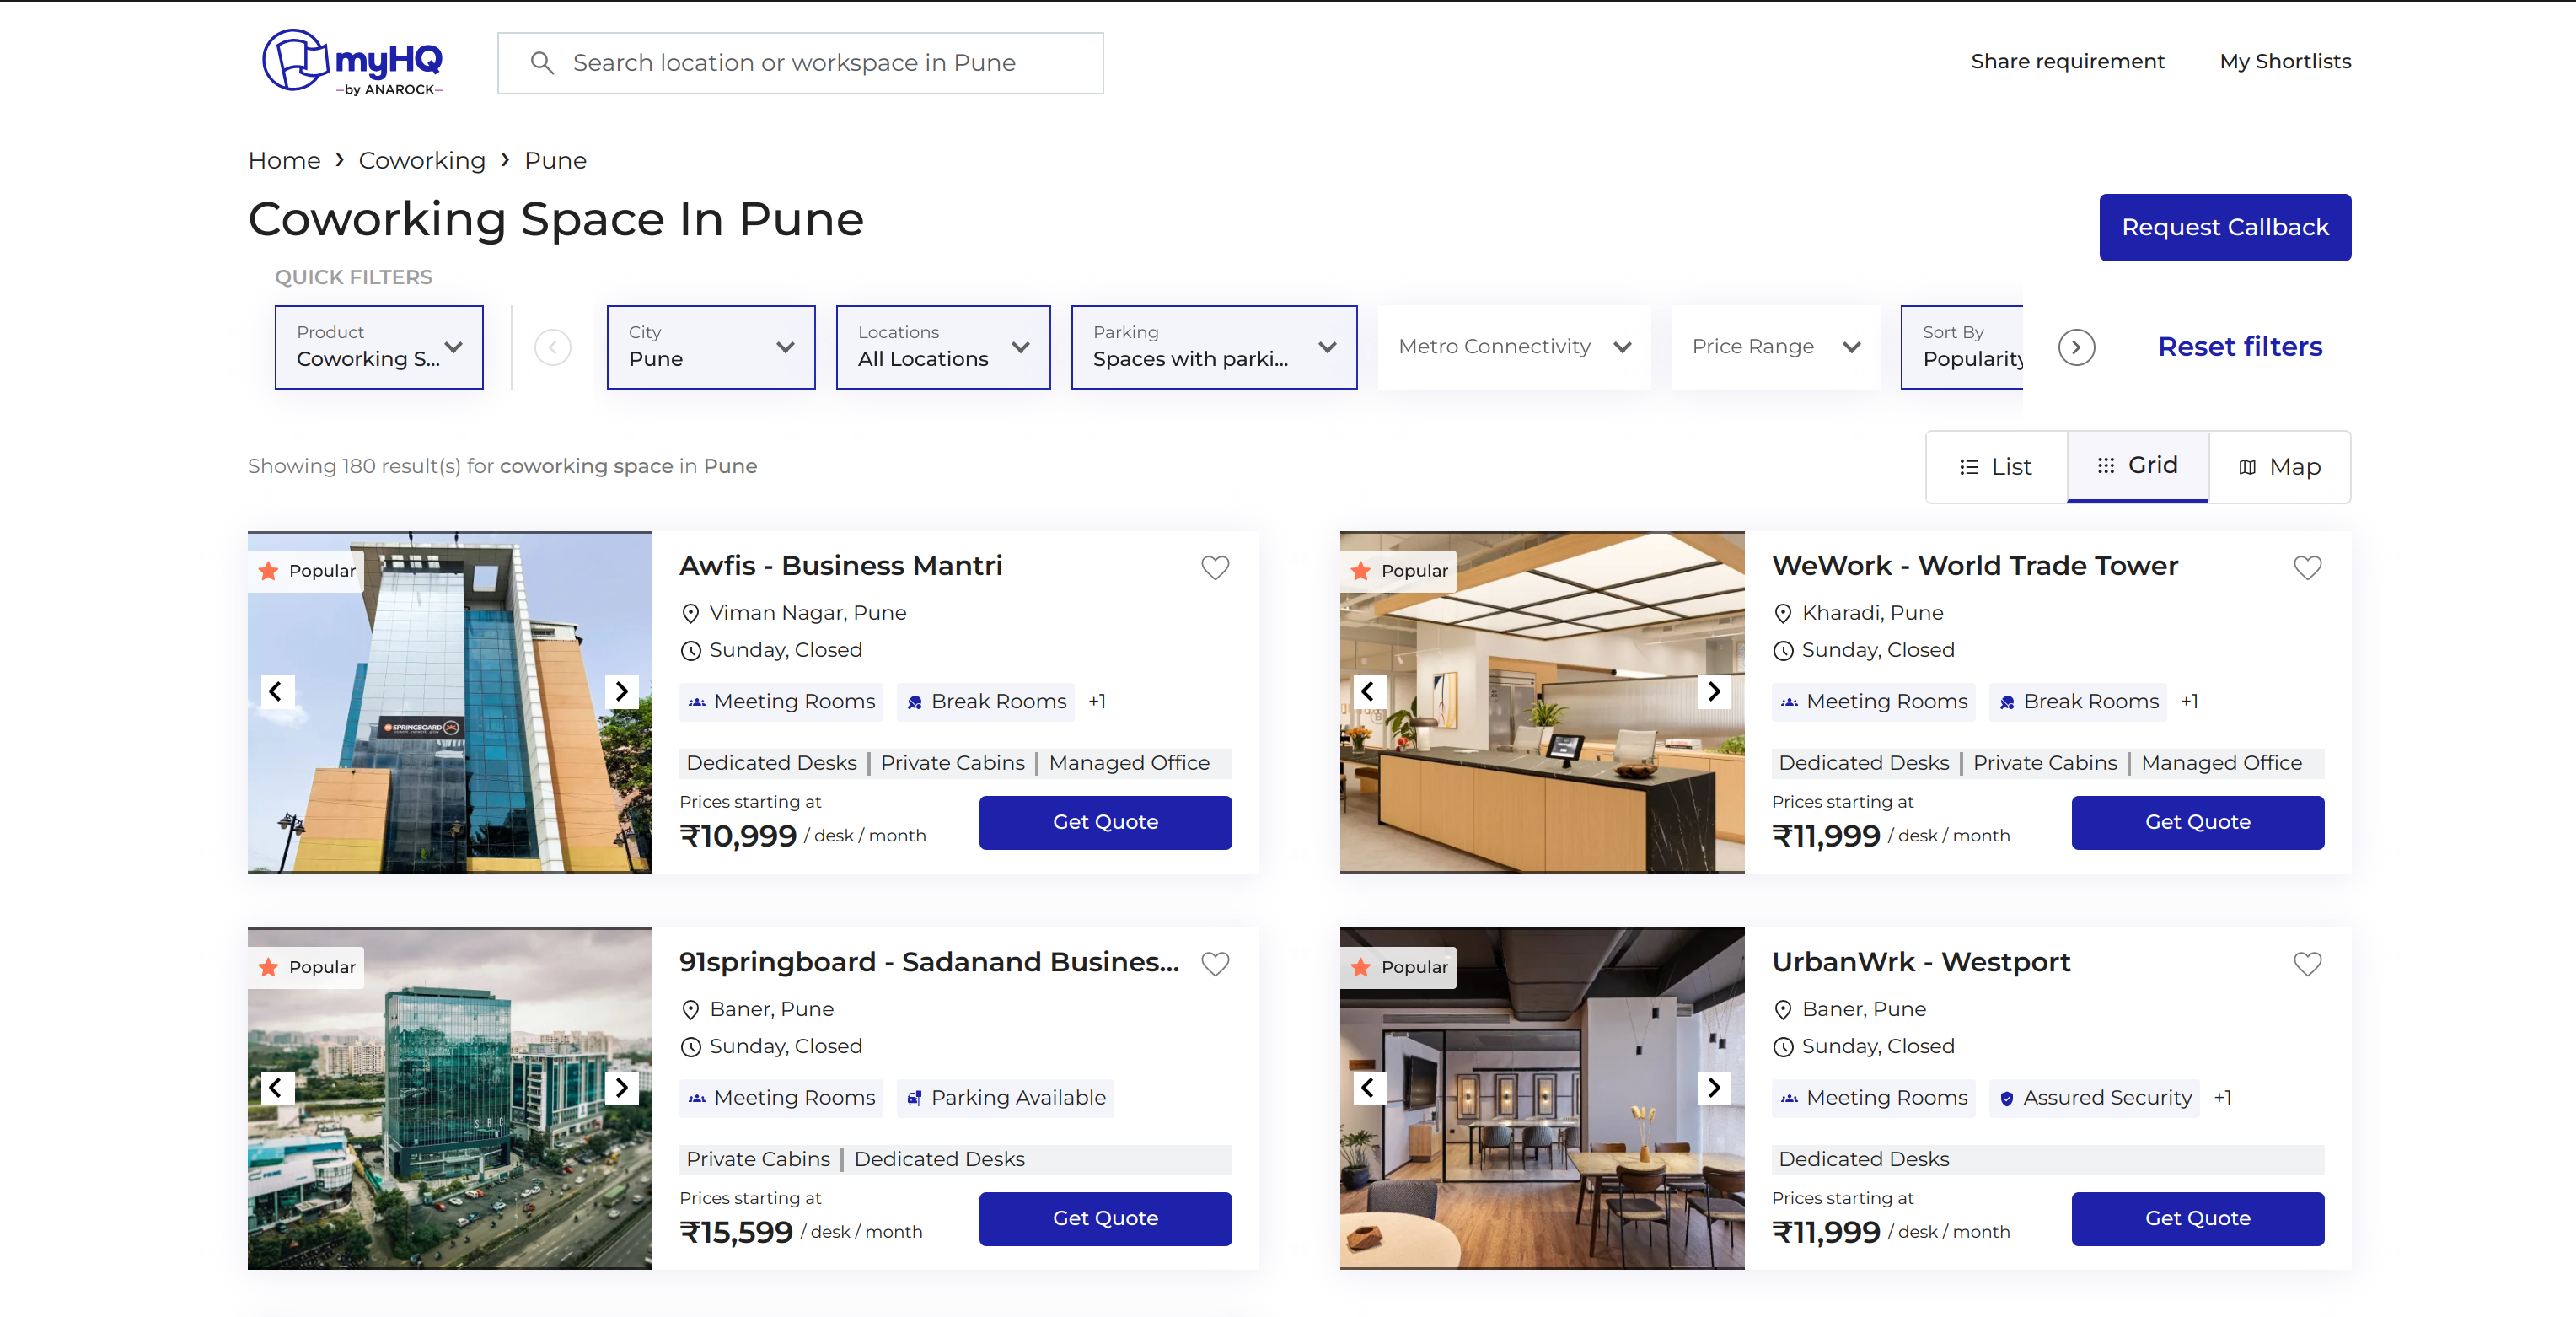 myHQ
by ANAROCK
Search location or workspace in Pune
Share requirement
My Shortlists
Home › Coworking › Pune
Coworking Space In Pune
Request Callback
QUICK FILTERS
Product
Coworking S...
City
Pune
Locations
All Locations
Parking
Spaces with parki...
Metro Connectivity
Price Range
Sort By
Popularity
Reset filters
Showing 180 result(s) for coworking space in Pune
List
Grid
Map
Popular
SPRINGBOARD
Awfis - Business Mantri
Viman Nagar, Pune
Sunday, Closed
Meeting Rooms Break Rooms +1
Dedicated Desks | Private Cabins | Managed Office
Prices starting at
₹10,999 / desk / month
Get Quote
Popular
WeWork - World Trade Tower
Kharadi, Pune
Sunday, Closed
Meeting Rooms Break Rooms +1
Dedicated Desks | Private Cabins | Managed Office
Prices starting at
₹11,999 / desk / month
Get Quote
Popular
S B C
91springboard - Sadanand Busines...
Baner, Pune
Sunday, Closed
Meeting Rooms Parking Available
Private Cabins | Dedicated Desks
Prices starting at
₹15,599 / desk / month
Get Quote
Popular
UrbanWrk - Westport
Baner, Pune
Sunday, Closed
Meeting Rooms Assured Security +1
Dedicated Desks
Prices starting at
₹11,999 / desk / month
Get Quote